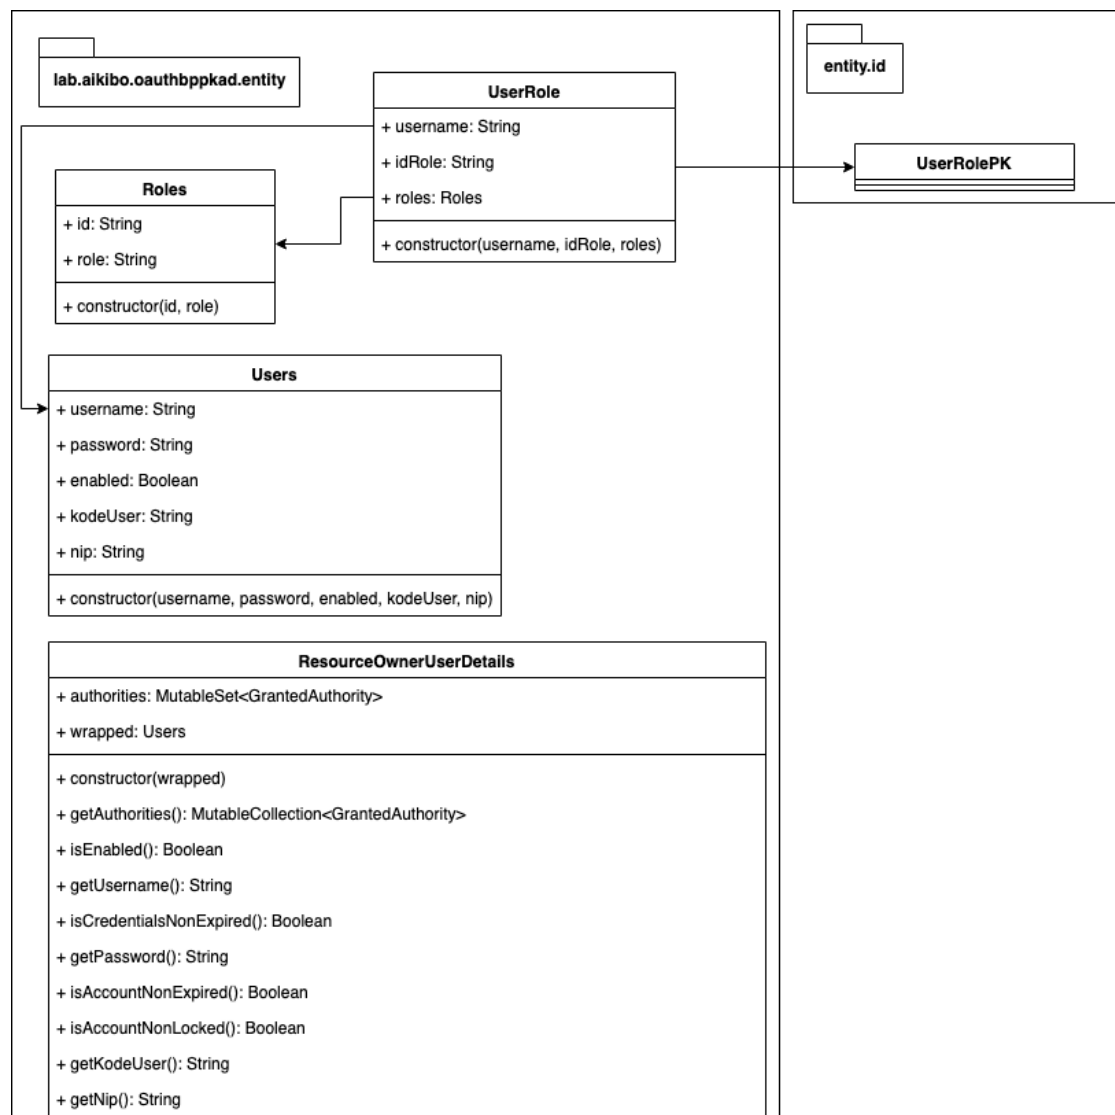 lab.aikibo.oauthbppkad.entity
UserRole
+ username: String
+ idRole: String
+ roles: Roles
+ constructor(username, idRole, roles)
entity.id
UserRolePK
Roles
+ id: String
+ role: String
+ constructor(id, role)
Users
+ username: String
+ password: String
+ enabled: Boolean
+ kodeUser: String
+ nip: String
+ constructor(username, password, enabled, kodeUser, nip)
ResourceOwnerUserDetails
+ authorities: MutableSet<GrantedAuthority>
+ wrapped: Users
+ constructor(wrapped)
+ getAuthorities(): MutableCollection<GrantedAuthority>
+ isEnabled(): Boolean
+ getUsername(): String
+ isCredentialsNonExpired(): Boolean
+ getPassword(): String
+ isAccountNonExpired(): Boolean
+ isAccountNonLocked(): Boolean
+ getKodeUser(): String
+ getNip(): String